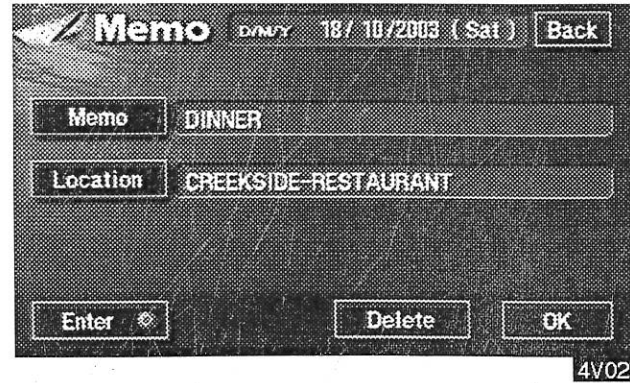 Memo D/M/Y 18/ 10/2003 ( Sat ) Back
Memo DINNER
Location CREEKSIDE-RESTAURANT
Enter Delete OK
4V02